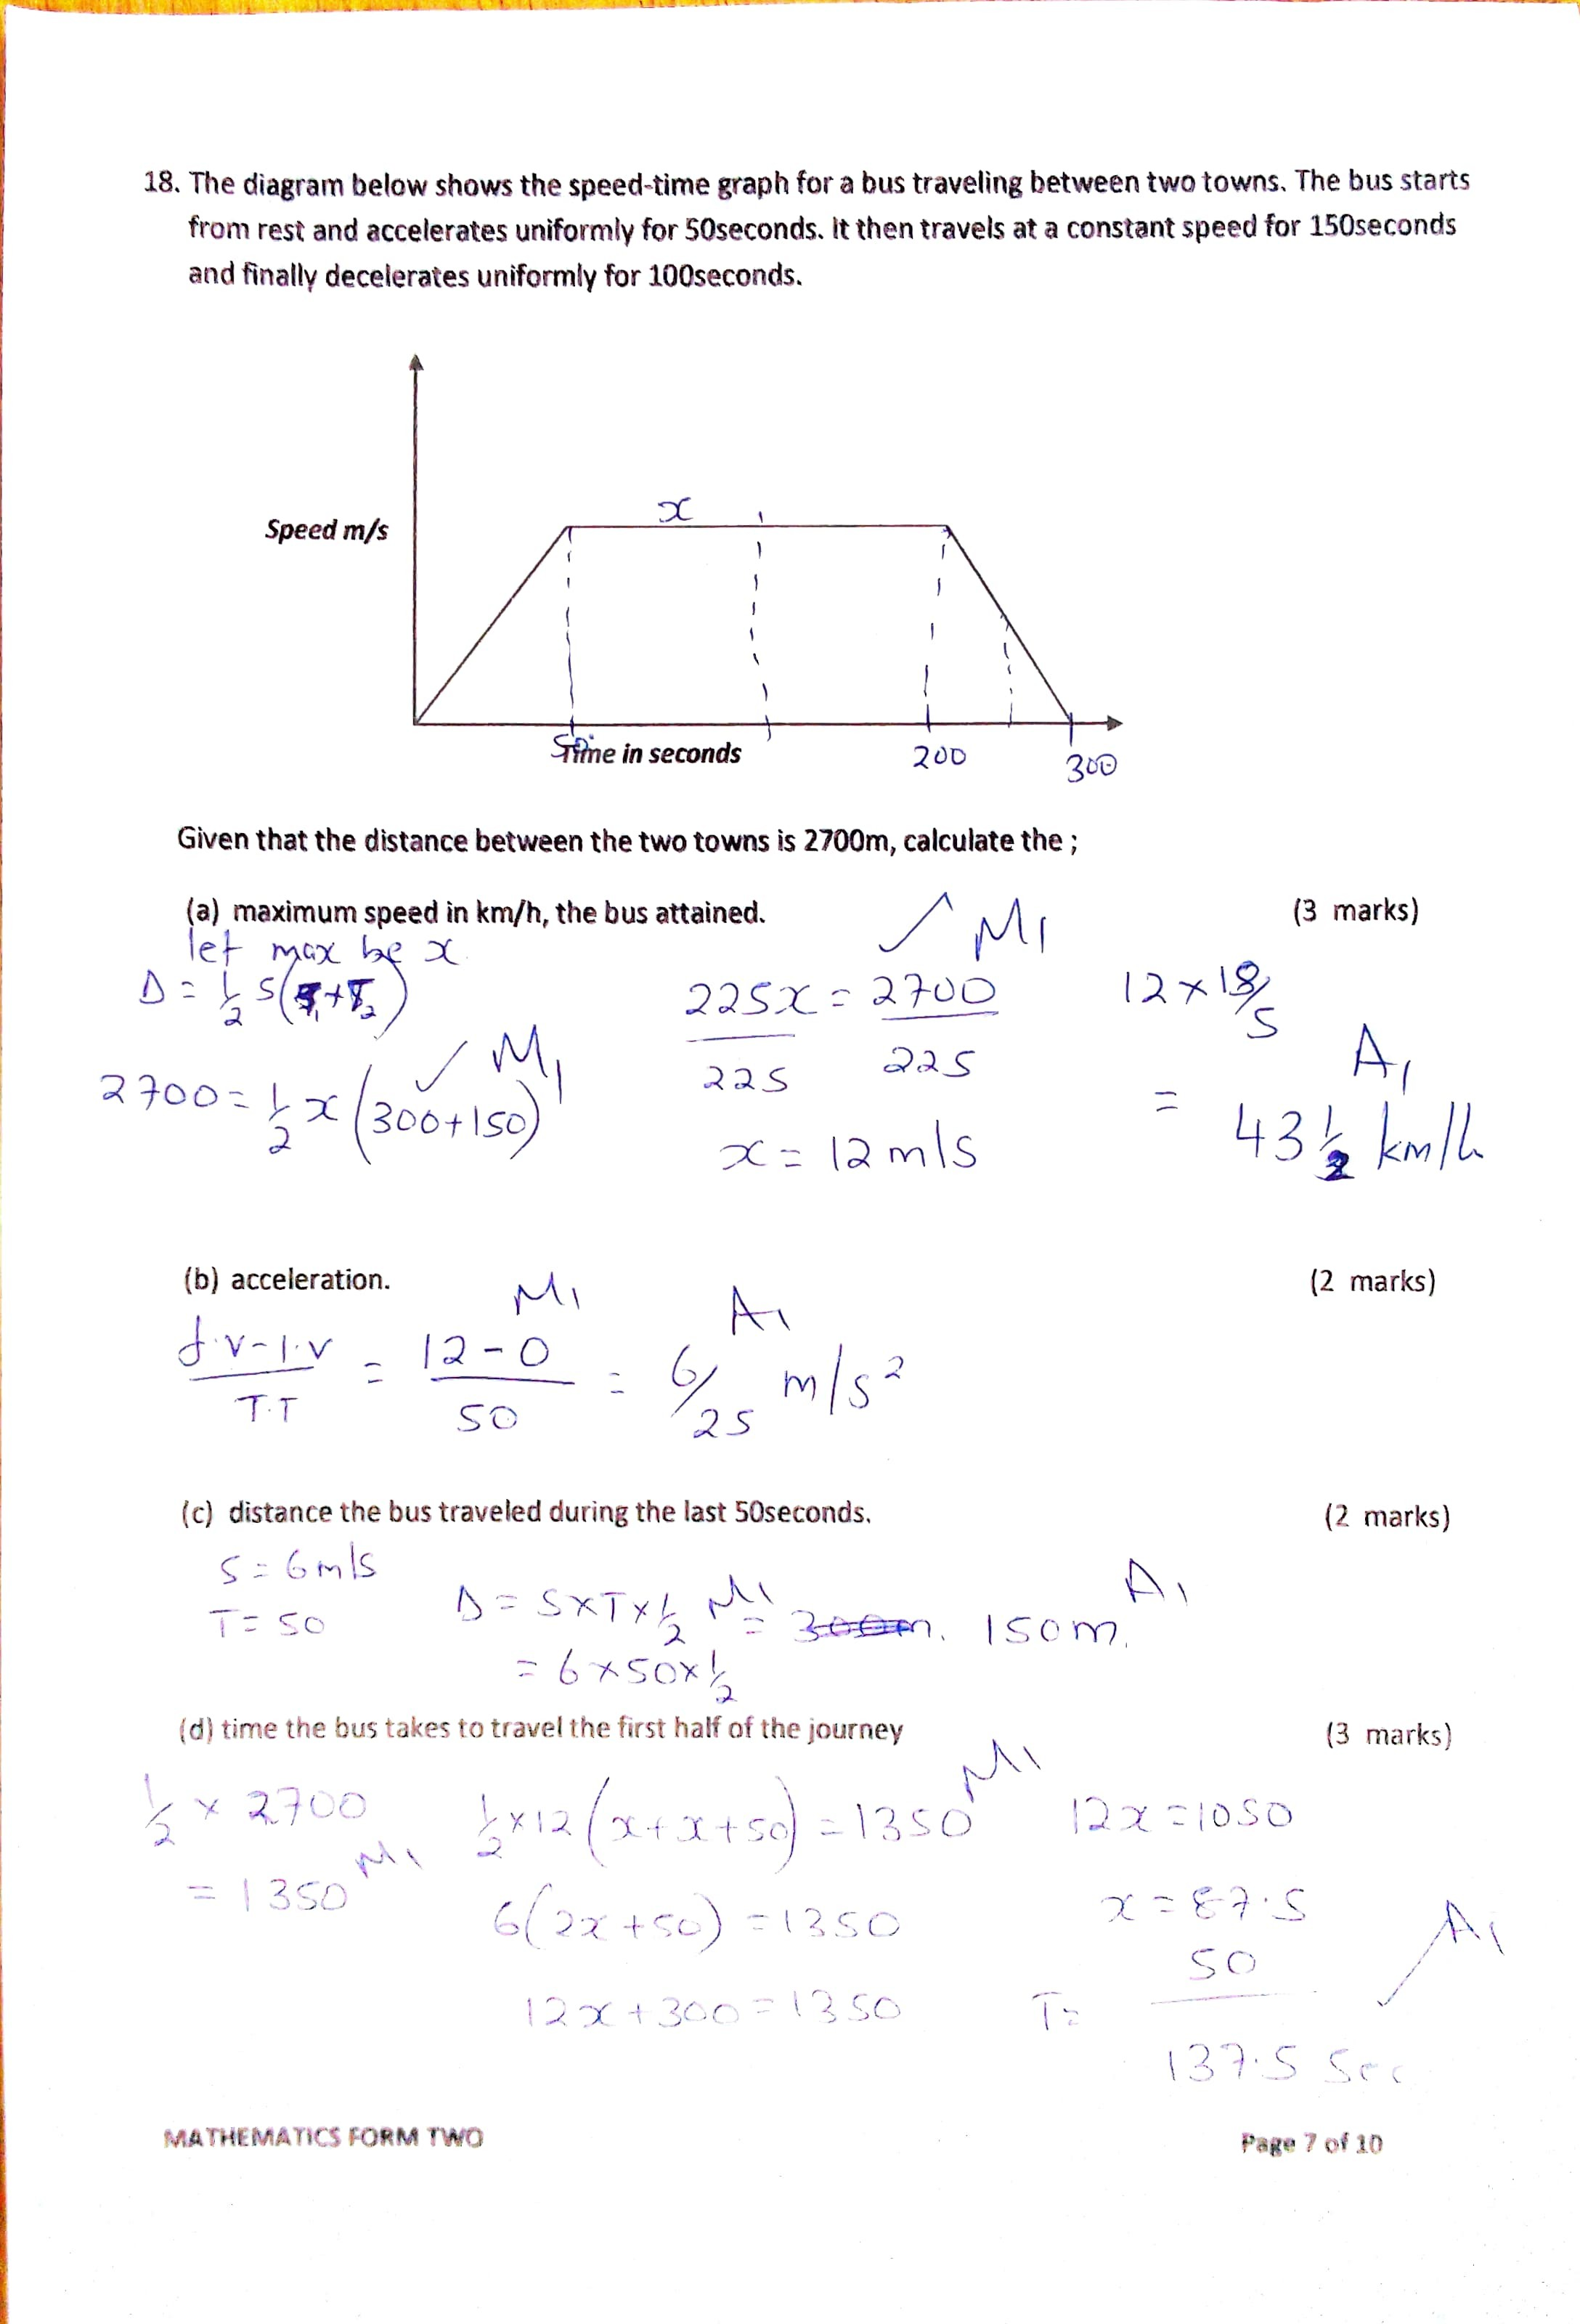 18. The diagram below shows the speed-time graph for a bus traveling between two towns. The bus starts
from rest and accelerates uniformly for 50seconds. It then travels at a constant speed for 150seconds
and finally decelerates uniformly for 100seconds.
x
Speed m/s
50
Time in seconds
200
300
Given that the distance between the two towns is 2700m, calculate the ;
(a) maximum speed in km/h, the bus attained. (3 marks)
let max be x
✓ M1
D = 1/2 S(T1+T2)
225x = 2700
225 225
12 x 18/5
2700 = 1/2 x (300+150) ✓ M1
x = 12 m/s
A1
= 43 1/2 km/h
(b) acceleration. (2 marks)
M1 A1
f.v-I.v / T.T = 12 - 0 / 50 = 6/25 m/s²
(c) distance the bus traveled during the last 50seconds. (2 marks)
S = 6m/s
T = 50
D = S x T x 1/2 M1 = 300m. 150m. A1
= 6 x 50 x 1/2
(d) time the bus takes to travel the first half of the journey (3 marks)
1/2 x 2700
= 1350 M1
1/2 x 12 (x + x + 50) = 1350 M1
6(2x + 50) = 1350
12x + 300 = 1350
12x = 1050
x = 87.5
50
T =
137.5 Sec
✓ A1
MATHEMATICS FORM TWO
Page 7 of 10